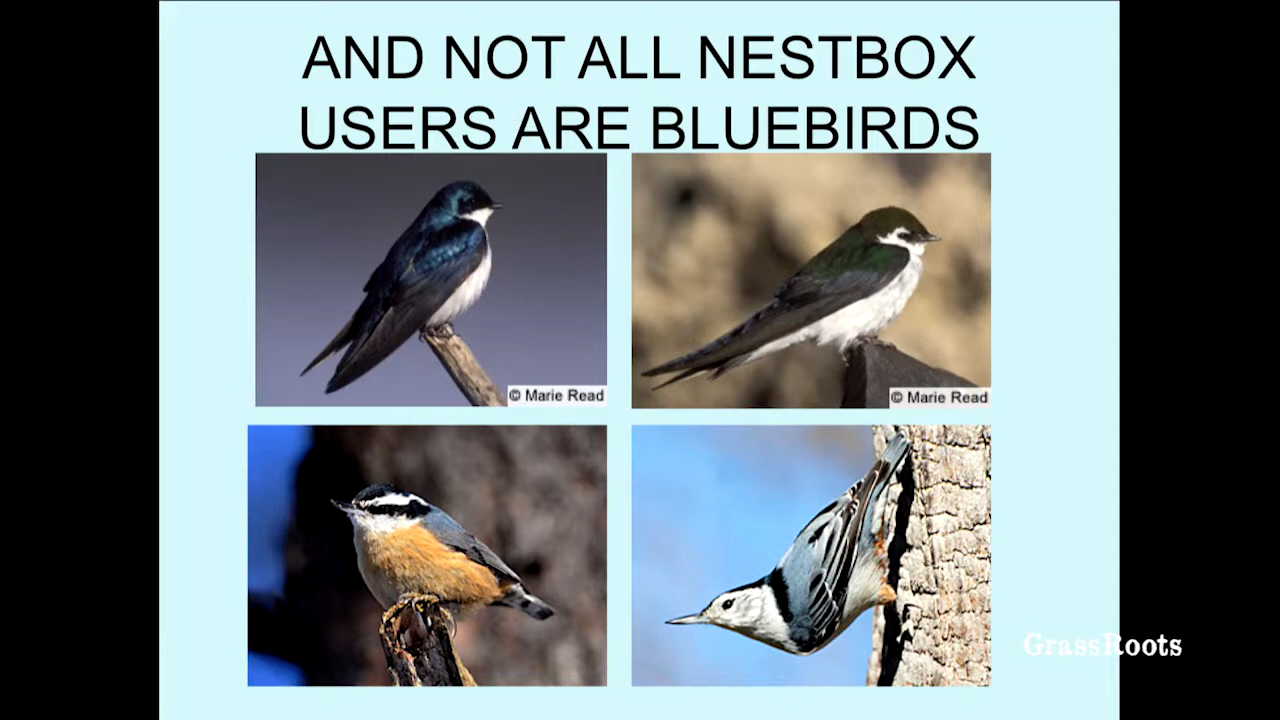 AND NOT ALL NESTBOX
USERS ARE BLUEBIRDS
© Marie Read
© Marie Read
GrassRoots